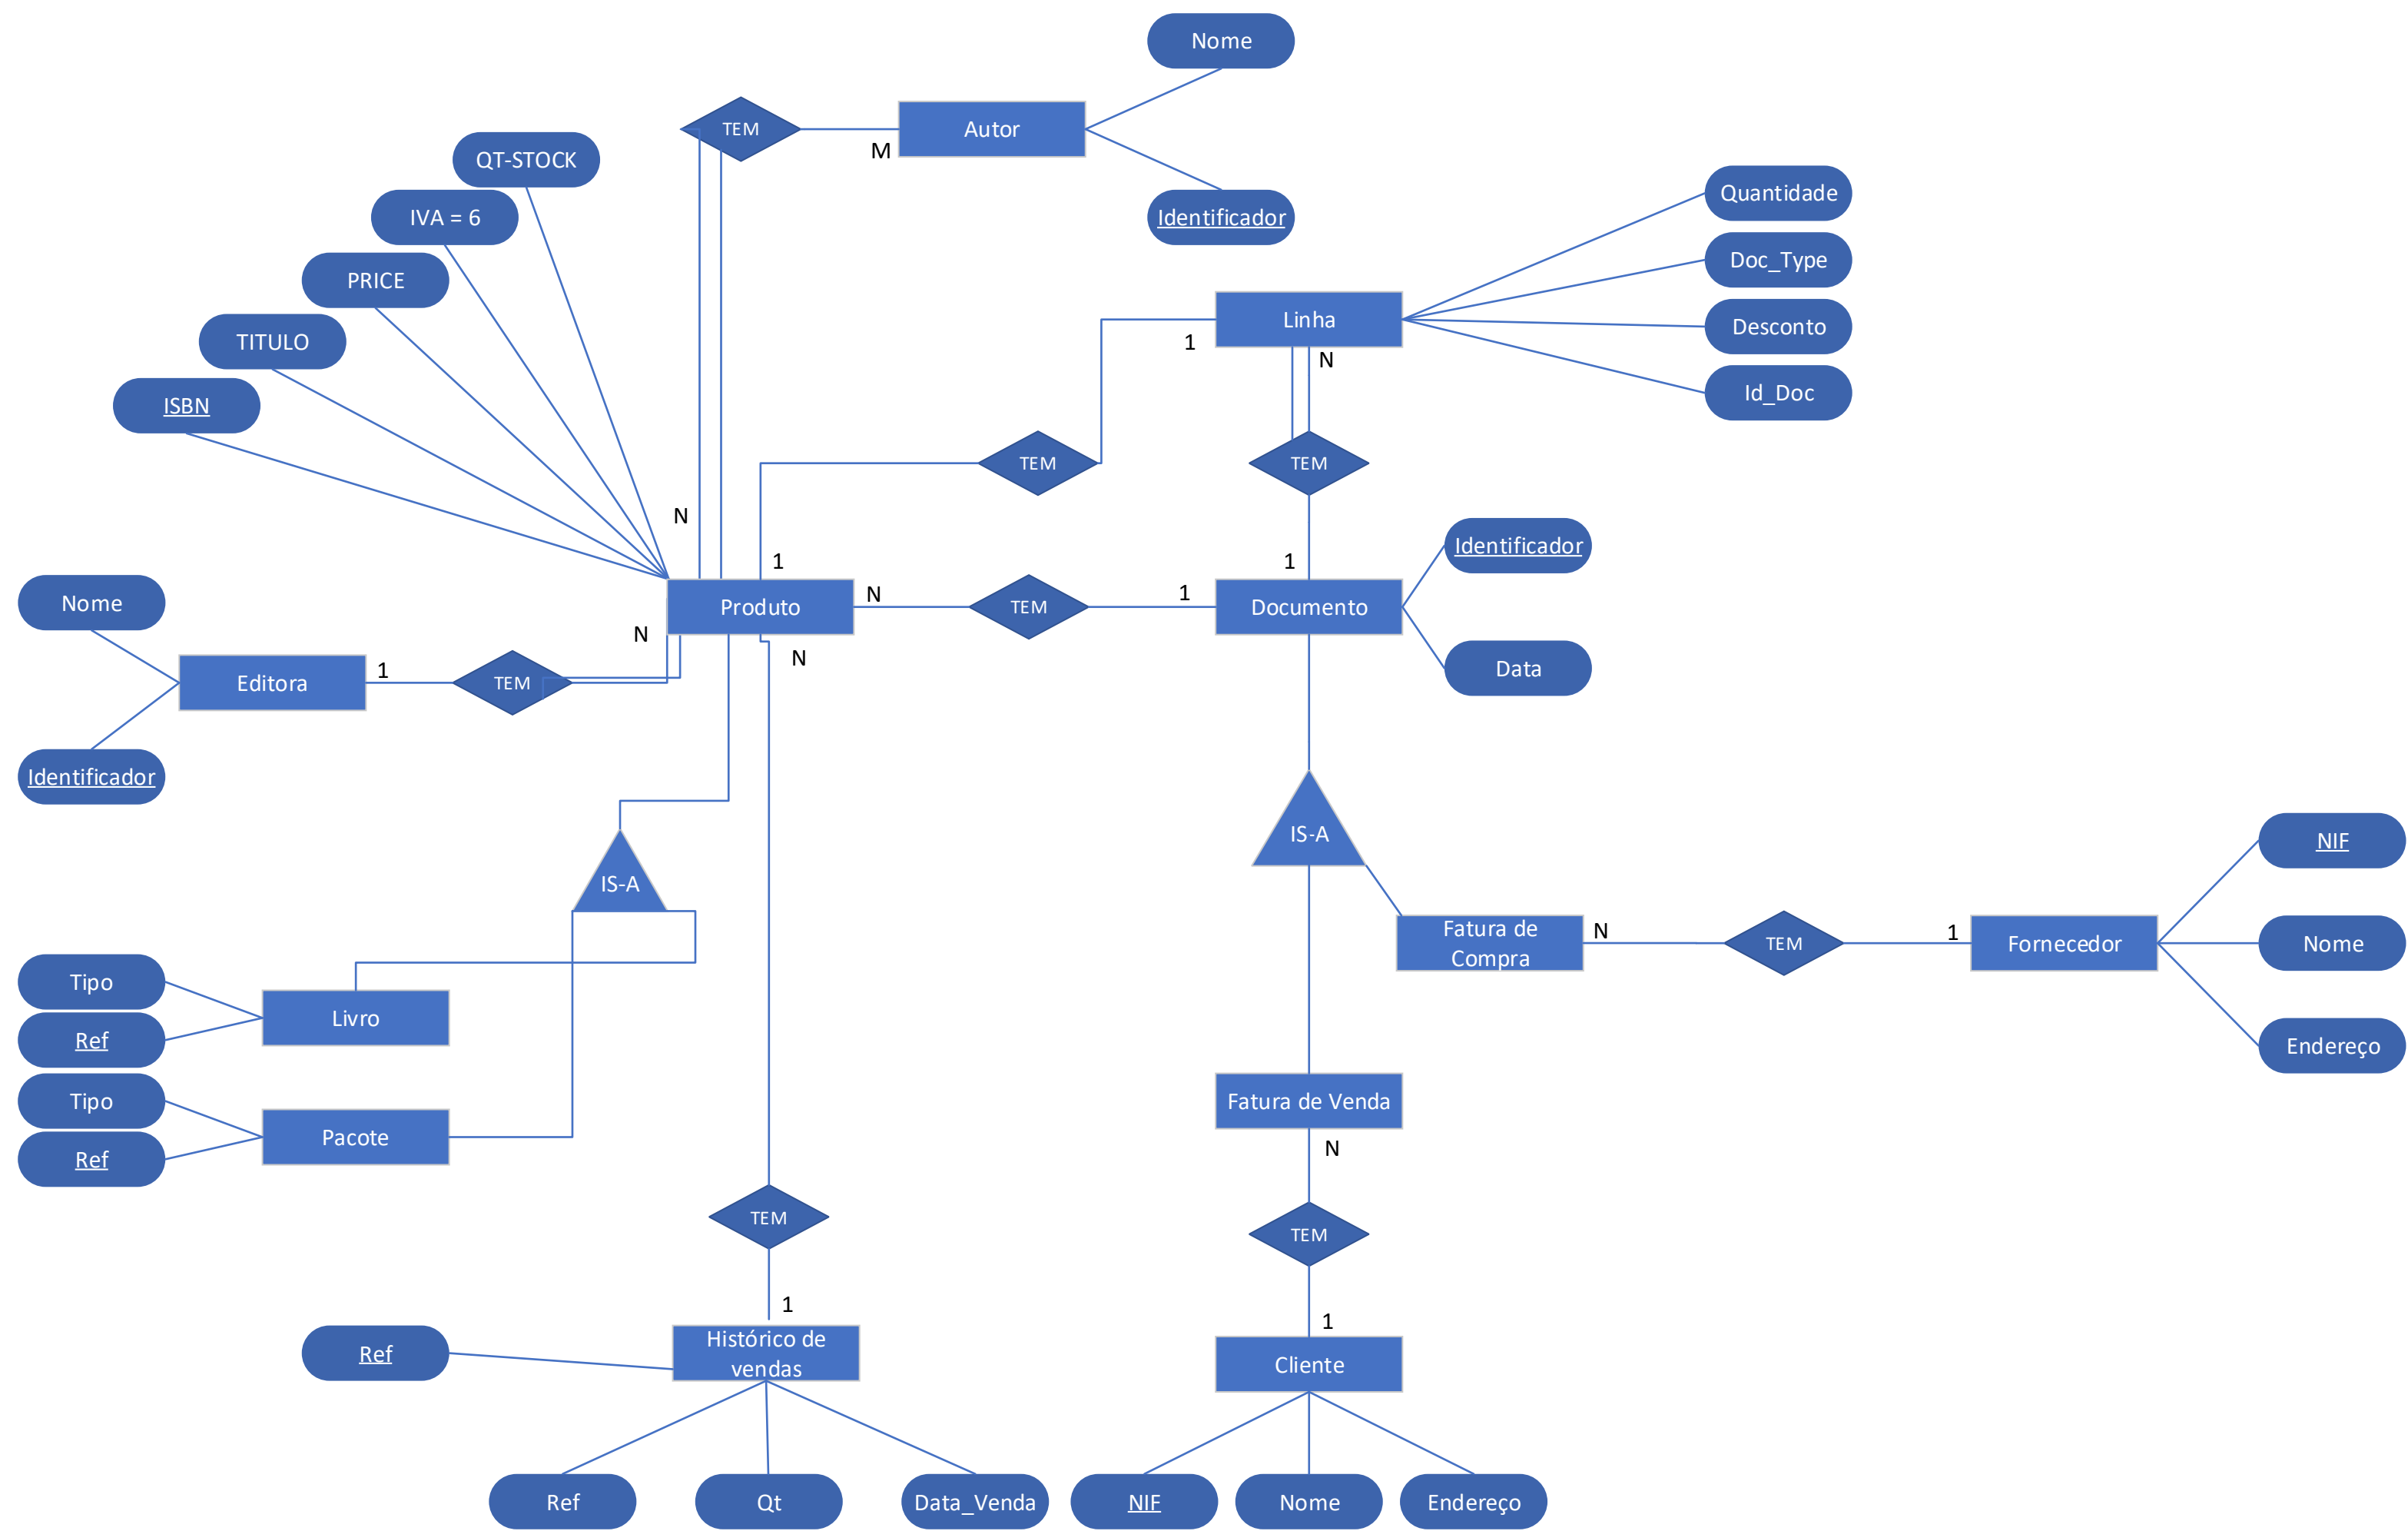 Nome
TEM
Autor
M
QT-STOCK
Quantidade
IVA = 6
Identificador
Doc_Type
PRICE
Linha
Desconto
TITULO
1
N
Id_Doc
ISBN
TEM
TEM
N
Identificador
1
1
Nome
N
1
Produto
TEM
Documento
N
N
Data
1
Editora
TEM
Identificador
IS-A
NIF
IS-A
Fatura de
Compra
N
TEM
1
Fornecedor
Nome
Tipo
Livro
Ref
Endereço
Tipo
Fatura de Venda
Pacote
N
Ref
TEM
TEM
1
1
Ref
Histórico de
vendas
Cliente
Ref
Qt
Data_Venda
NIF
Nome
Endereço